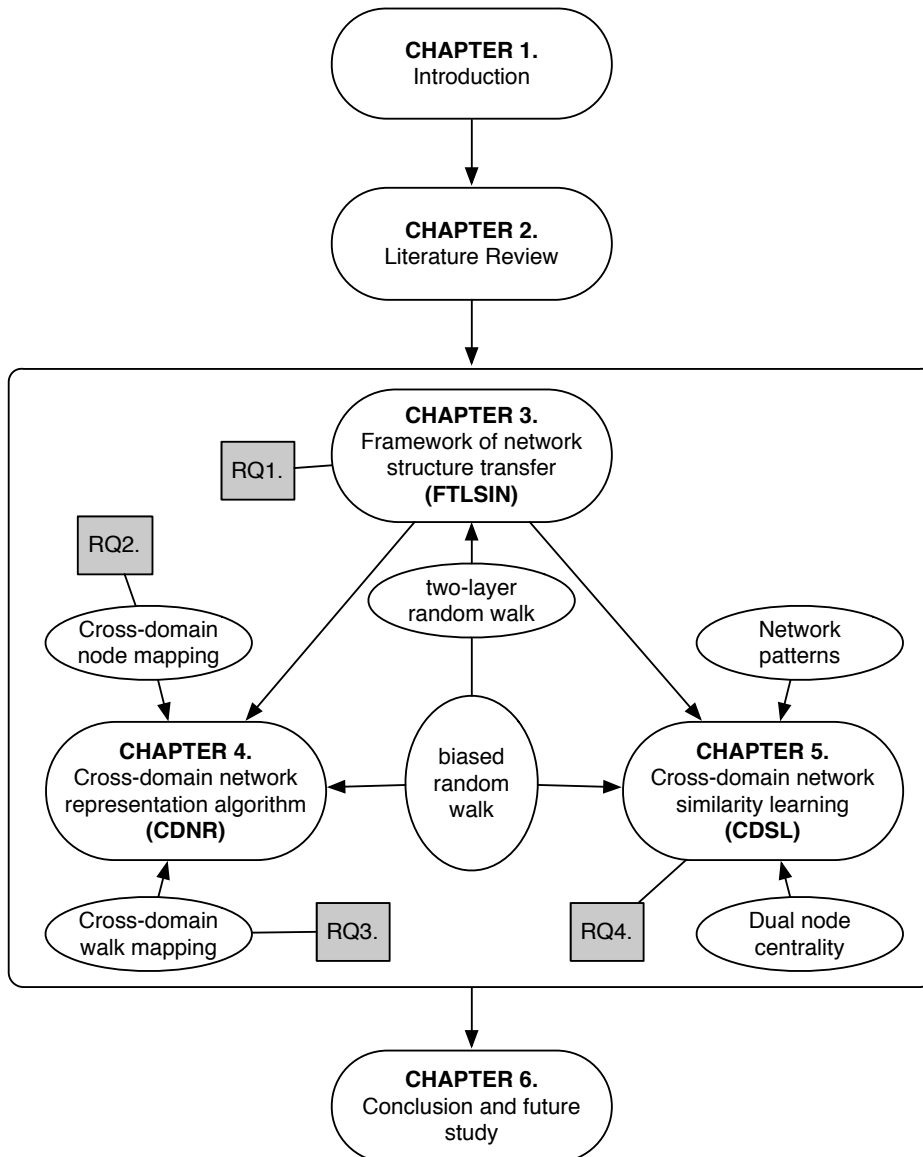 CHAPTER 1.
Introduction
CHAPTER 2.
Literature Review
CHAPTER 3.
Framework of network
structure transfer
(FTLSIN)
RQ1.
RQ2.
two-layer
random walk
Cross-domain
node mapping
Network
patterns
CHAPTER 4.
Cross-domain network
representation algorithm
(CDNR)
biased
random
walk
CHAPTER 5.
Cross-domain network
similarity learning
(CDSL)
Cross-domain
walk mapping
RQ3.
RQ4.
Dual node
centrality
CHAPTER 6.
Conclusion and future
study